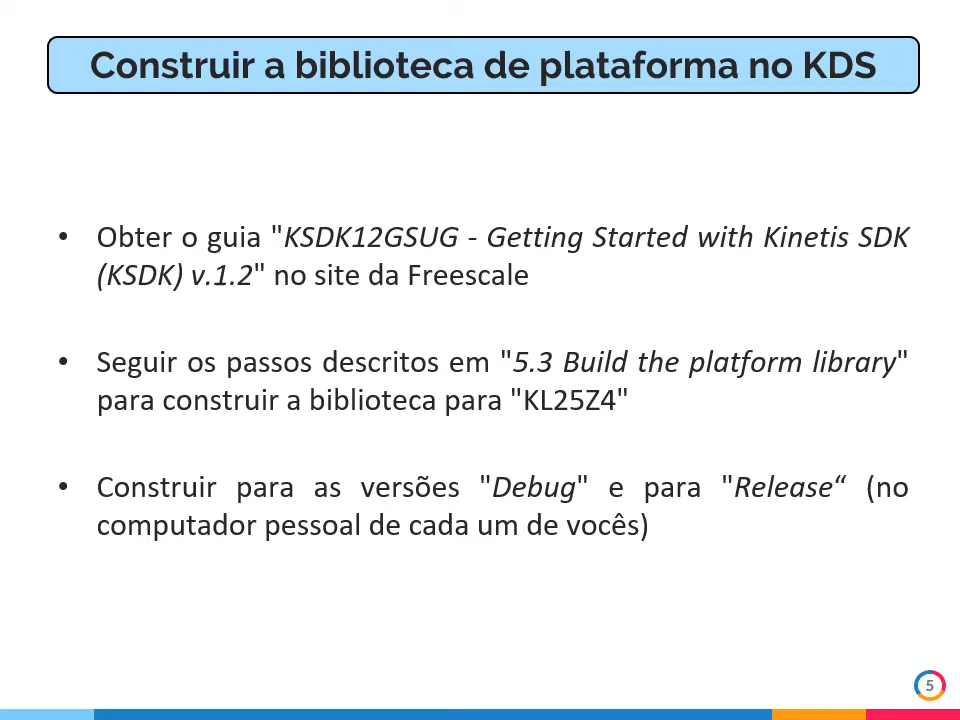 Construir a biblioteca de plataforma no KDS
• Obter o guia "KSDK12GSUG - Getting Started with Kinetis SDK
(KSDK) v.1.2" no site da Freescale
• Seguir os passos descritos em "5.3 Build the platform library"
para construir a biblioteca para "KL25Z4"
• Construir para as versões "Debug" e para "Release“ (no
computador pessoal de cada um de vocês)
5